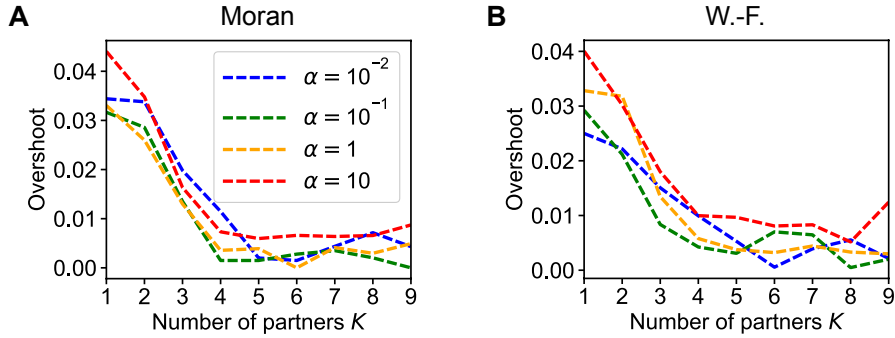 A
Moran
Overshoot
0.04
0.03
0.02
0.01
0.00
α = 10⁻²
α = 10⁻¹
α = 1
α = 10
1 2 3 4 5 6 7 8 9
Number of partners K
B
W.-F.
Overshoot
0.04
0.03
0.02
0.01
0.00
1 2 3 4 5 6 7 8 9
Number of partners K